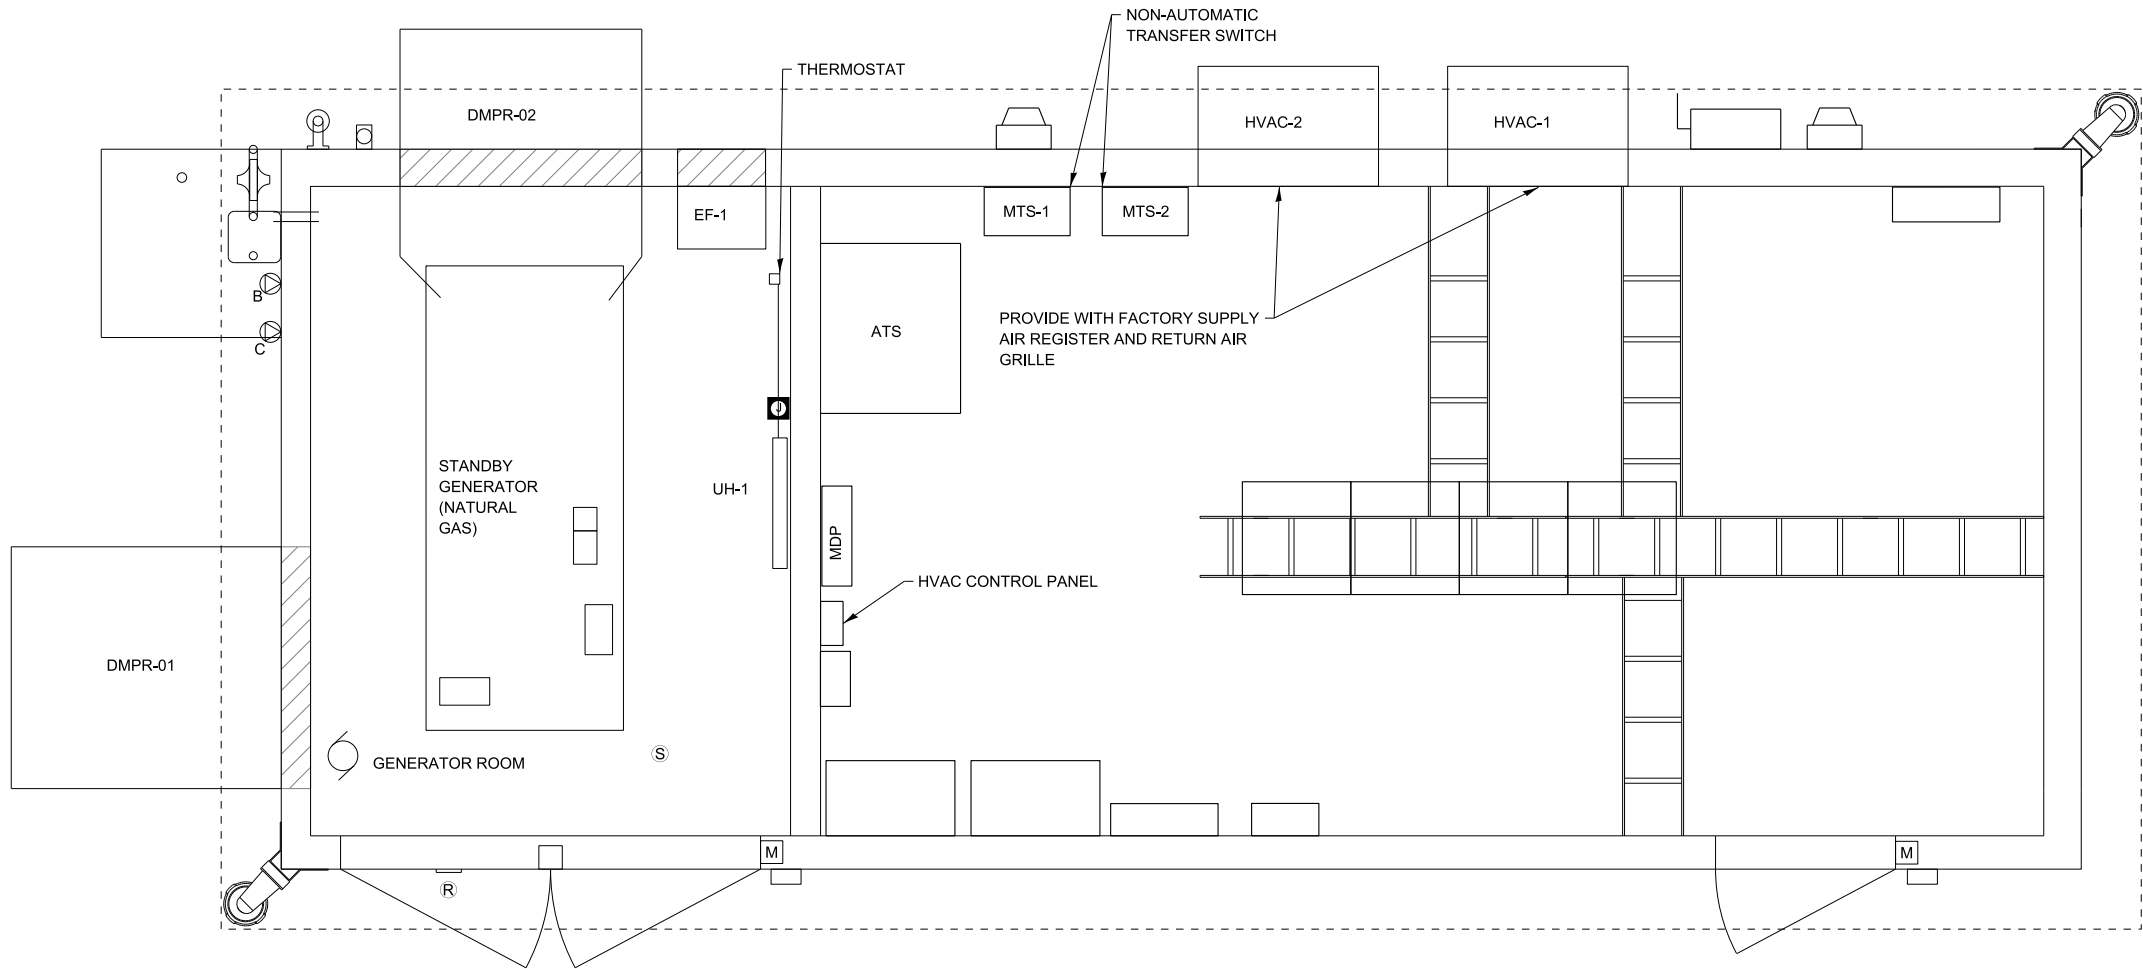 NON-AUTOMATIC
TRANSFER SWITCH
THERMOSTAT
DMPR-02
HVAC-2
HVAC-1
EF-1
MTS-1
MTS-2
B
C
ATS
PROVIDE WITH FACTORY SUPPLY
AIR REGISTER AND RETURN AIR
GRILLE
J
STANDBY
GENERATOR
(NATURAL
GAS)
UH-1
MDP
HVAC CONTROL PANEL
DMPR-01
GENERATOR ROOM
S
M
M
R